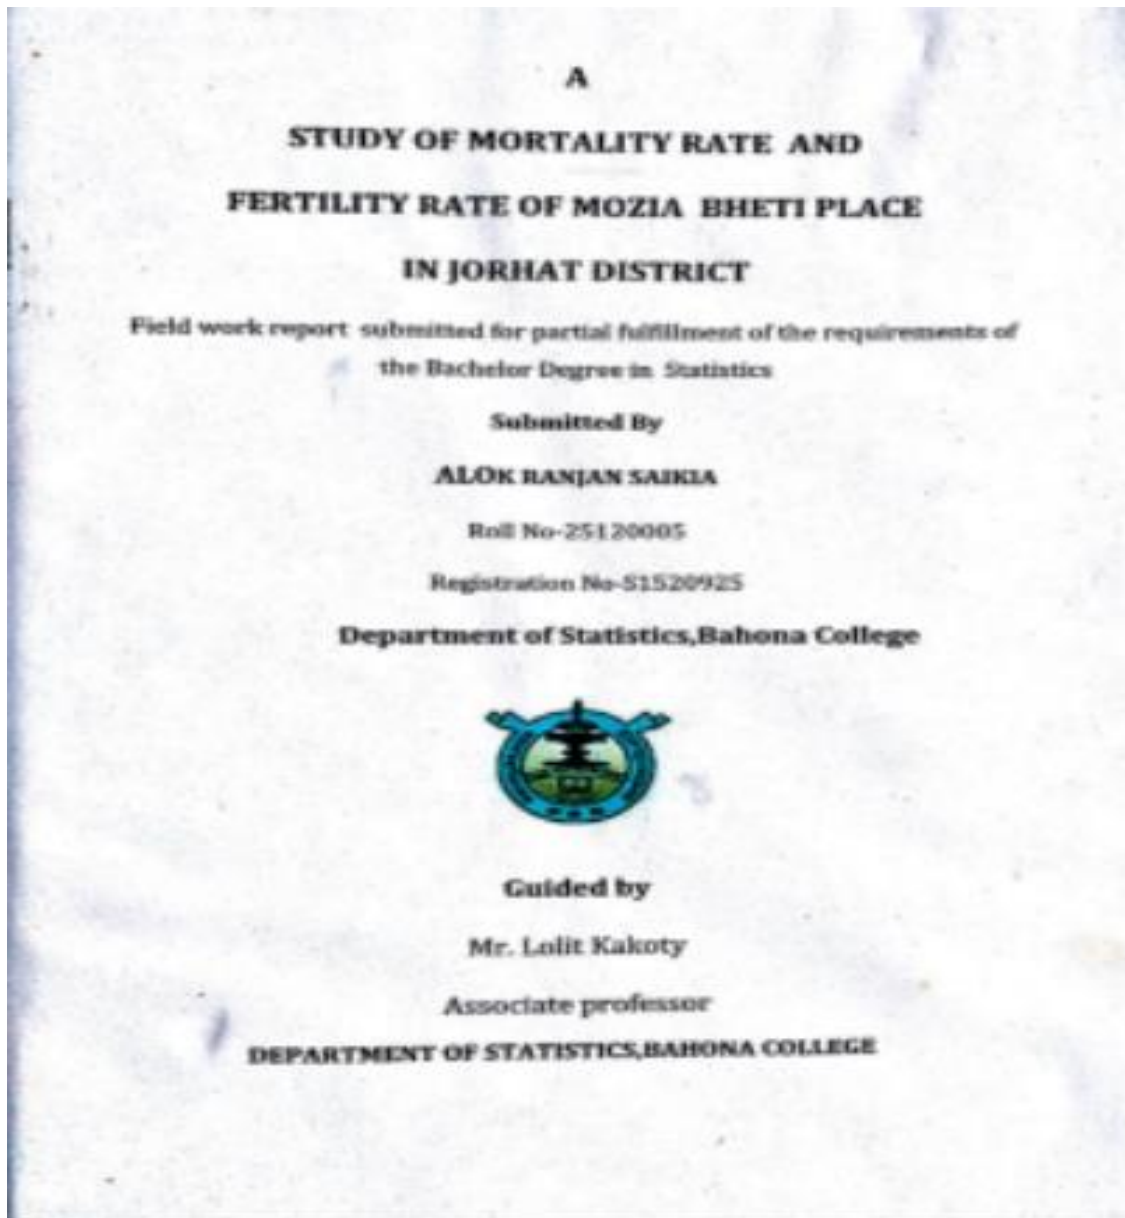 A
STUDY OF MORTALITY RATE AND
FERTILITY RATE OF MOZIA BHETI PLACE
IN JORHAT DISTRICT
Field work report submitted for partial fulfillment of the requirements of
the Bachelor Degree in Statistics
Submitted By
ALOK RANJAN SAIKIA
Roll No-25120005
Registration No-S1520925
Department of Statistics,Bahona College
Guided by
Mr. Lolit Kakoty
Associate professor
DEPARTMENT OF STATISTICS,BAHONA COLLEGE